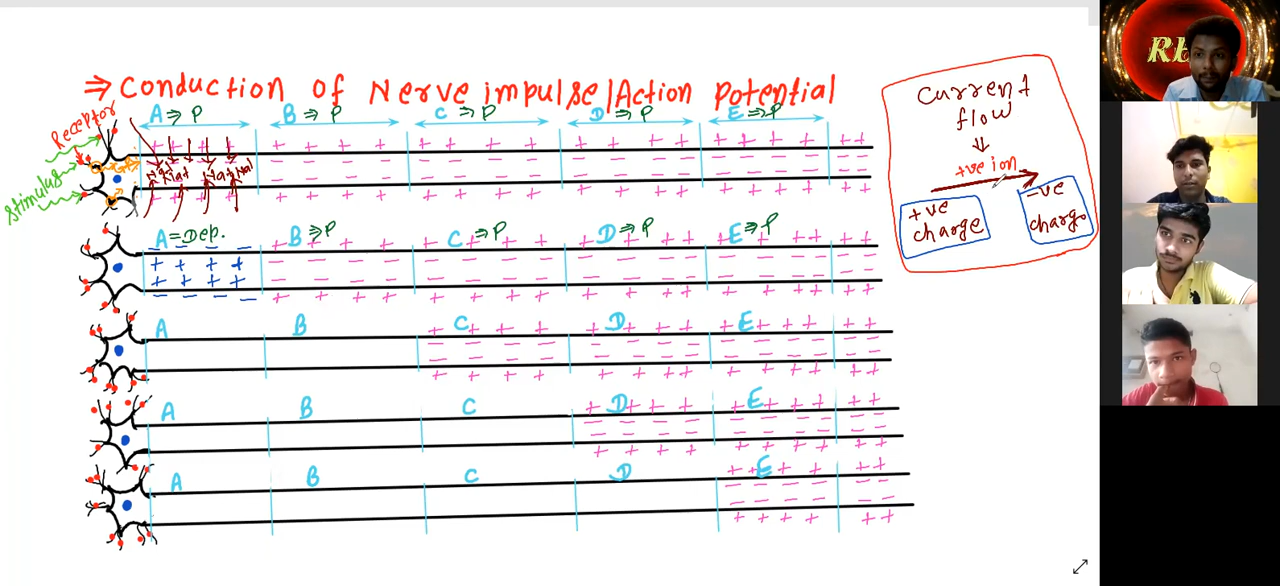 ⇒ Conduction of Nerve impulse/Action Potential
Receptor
Stimulus
A ⇒ P B ⇒ P C ⇒ P D ⇒ P E ⇒ P
+ + + + + + + + + + + + + + + + + + + + + +
- - - - - - - - - - - - - - - - - -
- - - - - - - - - - - - - - - - - -
+ + + + + + + + + + + + + + + + + + + + + +
A = Dep. B ⇒ P C ⇒ P D ⇒ P E ⇒ P
- - - - + + + + + + + + + + + + + + + + + +
+ + + + - - - - - - - - - - - - - - - - - -
+ + + + - - - - - - - - - - - - - - - - - -
- - - - + + + + + + + + + + + + + + + + + +
A B C D E
+ + + + + + + + + + + + + +
- - - - - - - - - - - - - -
- - - - - - - - - - - - - -
+ + + + + + + + + + + + + +
A B C D E
+ + + + + + + + + +
- - - - - - - - - -
- - - - - - - - - -
+ + + + + + + + + +
A B C D E
+ + + + + +
- - - - - -
- - - - - -
+ + + + + +
Current
flow
⇓
+ve ion
+ve
charge
-ve
charge